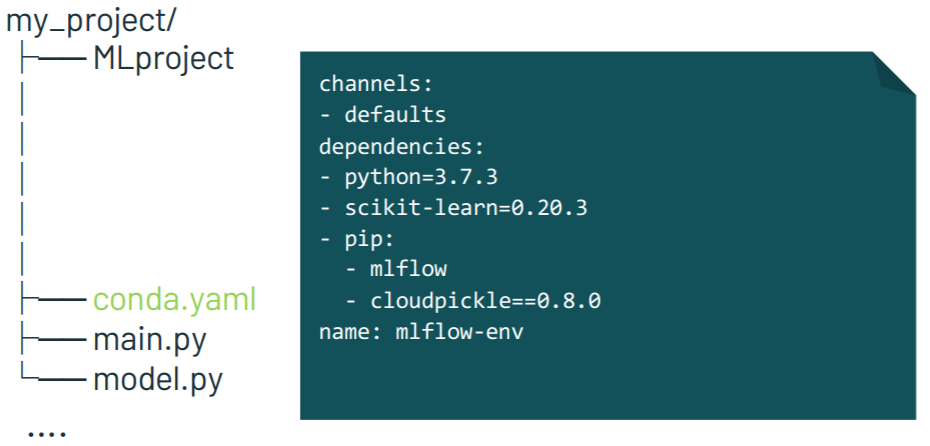 my_project/
├── MLproject
│
│
│
│
│
├── conda.yaml
├── main.py
└── model.py
....
channels:
- defaults
dependencies:
- python=3.7.3
- scikit-learn=0.20.3
- pip:
  - mlflow
  - cloudpickle==0.8.0
name: mlflow-env